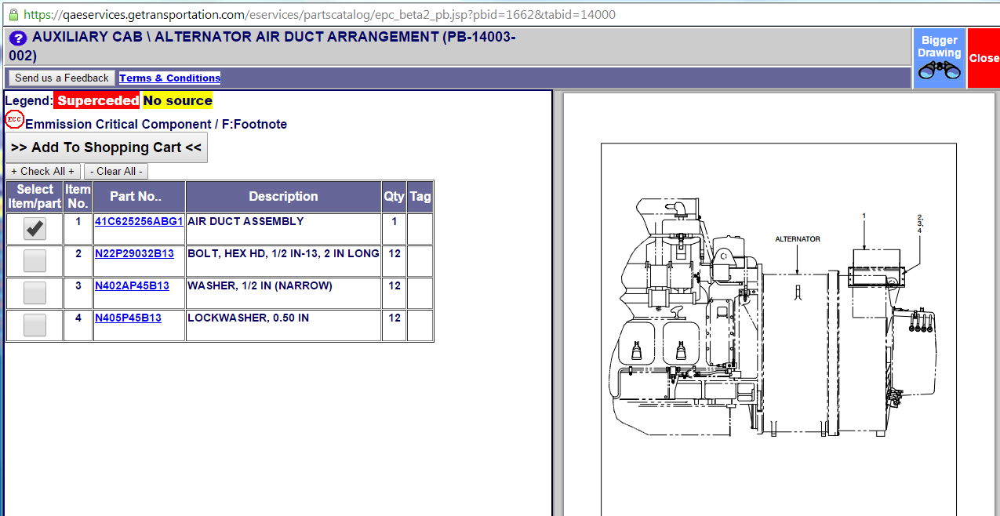 https://qaeservices.getransportation.com/eservices/partscatalog/epc_beta2_pb.jsp?pbid=1662&tabid=14000
? AUXILIARY CAB \ ALTERNATOR AIR DUCT ARRANGEMENT (PB-14003-
002)
Bigger
Drawing
Close
Send us a Feedback Terms & Conditions
Legend: Superceded No source
ECC Emmission Critical Component / F:Footnote
>> Add To Shopping Cart <<
+ Check All + - Clear All -
Select Item/part Item No. Part No.. Description Qty Tag
1 41C625256ABG1 AIR DUCT ASSEMBLY 1
2 N22P29032B13 BOLT, HEX HD, 1/2 IN-13, 2 IN LONG 12
3 N402AP45B13 WASHER, 1/2 IN (NARROW) 12
4 N405P45B13 LOCKWASHER, 0.50 IN 12
ALTERNATOR
1
2,
3,
4